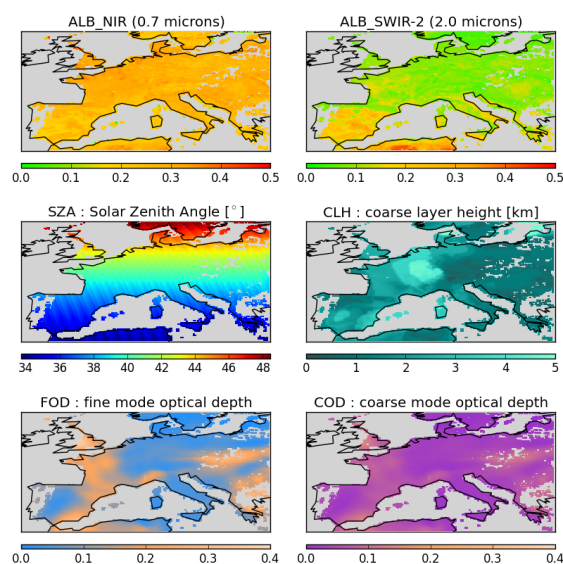 ALB_NIR (0.7 microns) ALB_SWIR-2 (2.0 microns)
0.0 0.1 0.2 0.3 0.4 0.5 0.0 0.1 0.2 0.3 0.4 0.5
SZA : Solar Zenith Angle [°] CLH : coarse layer height [km]
34 36 38 40 42 44 46 48 0 1 2 3 4 5
FOD : fine mode optical depth COD : coarse mode optical depth
0.0 0.1 0.2 0.3 0.4 0.0 0.1 0.2 0.3 0.4